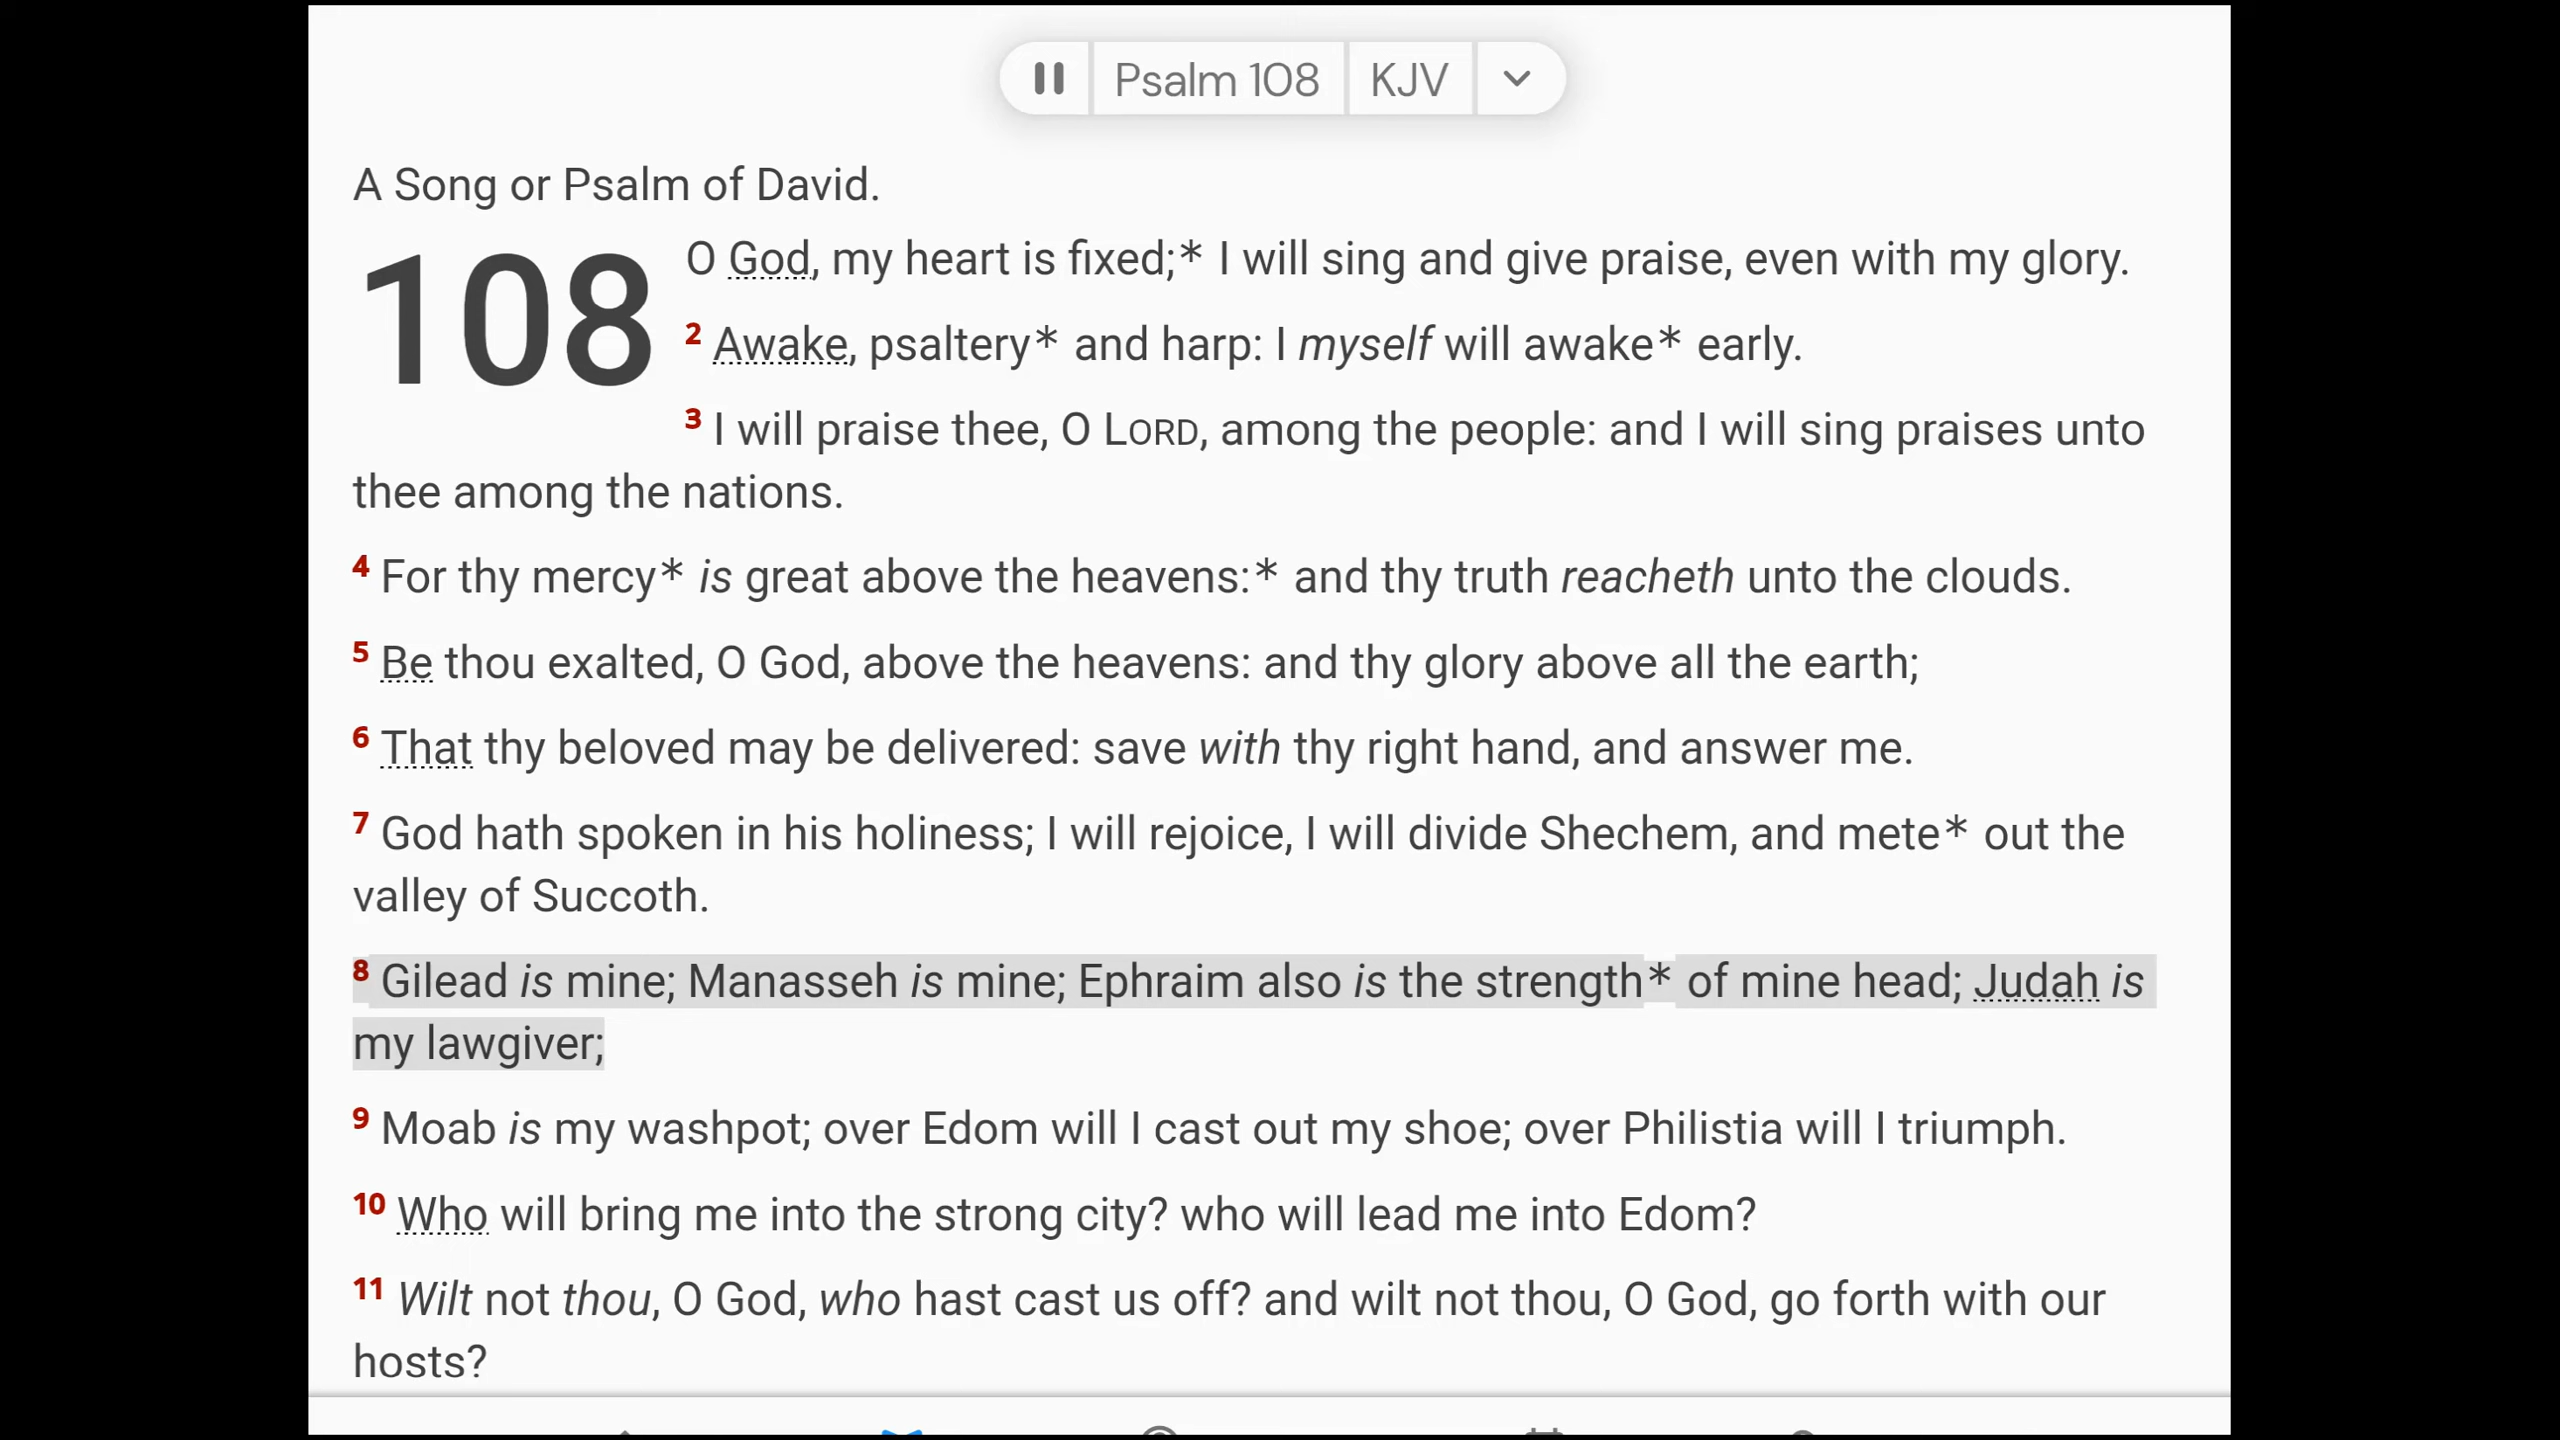 Psalm 108 KJV
A Song or Psalm of David.
108
O God, my heart is fixed;* I will sing and give praise, even with my glory.
2 Awake, psaltery* and harp: I myself will awake* early.
3 I will praise thee, O LORD, among the people: and I will sing praises unto
thee among the nations.
4 For thy mercy* is great above the heavens:* and thy truth reacheth unto the clouds.
5 Be thou exalted, O God, above the heavens: and thy glory above all the earth;
6 That thy beloved may be delivered: save with thy right hand, and answer me.
7 God hath spoken in his holiness; I will rejoice, I will divide Shechem, and mete* out the
valley of Succoth.
8 Gilead is mine; Manasseh is mine; Ephraim also is the strength* of mine head; Judah is
my lawgiver;
9 Moab is my washpot; over Edom will I cast out my shoe; over Philistia will I triumph.
10 Who will bring me into the strong city? who will lead me into Edom?
11 Wilt not thou, O God, who hast cast us off? and wilt not thou, O God, go forth with our
hosts?